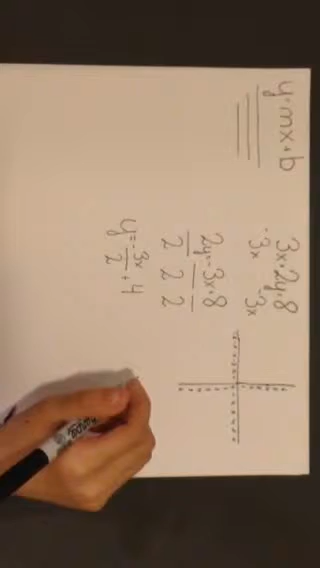 y=mx+b
3x+2y=8
-3x -3x
2y=-3x+8
2 2 2
y=-3x+4
2